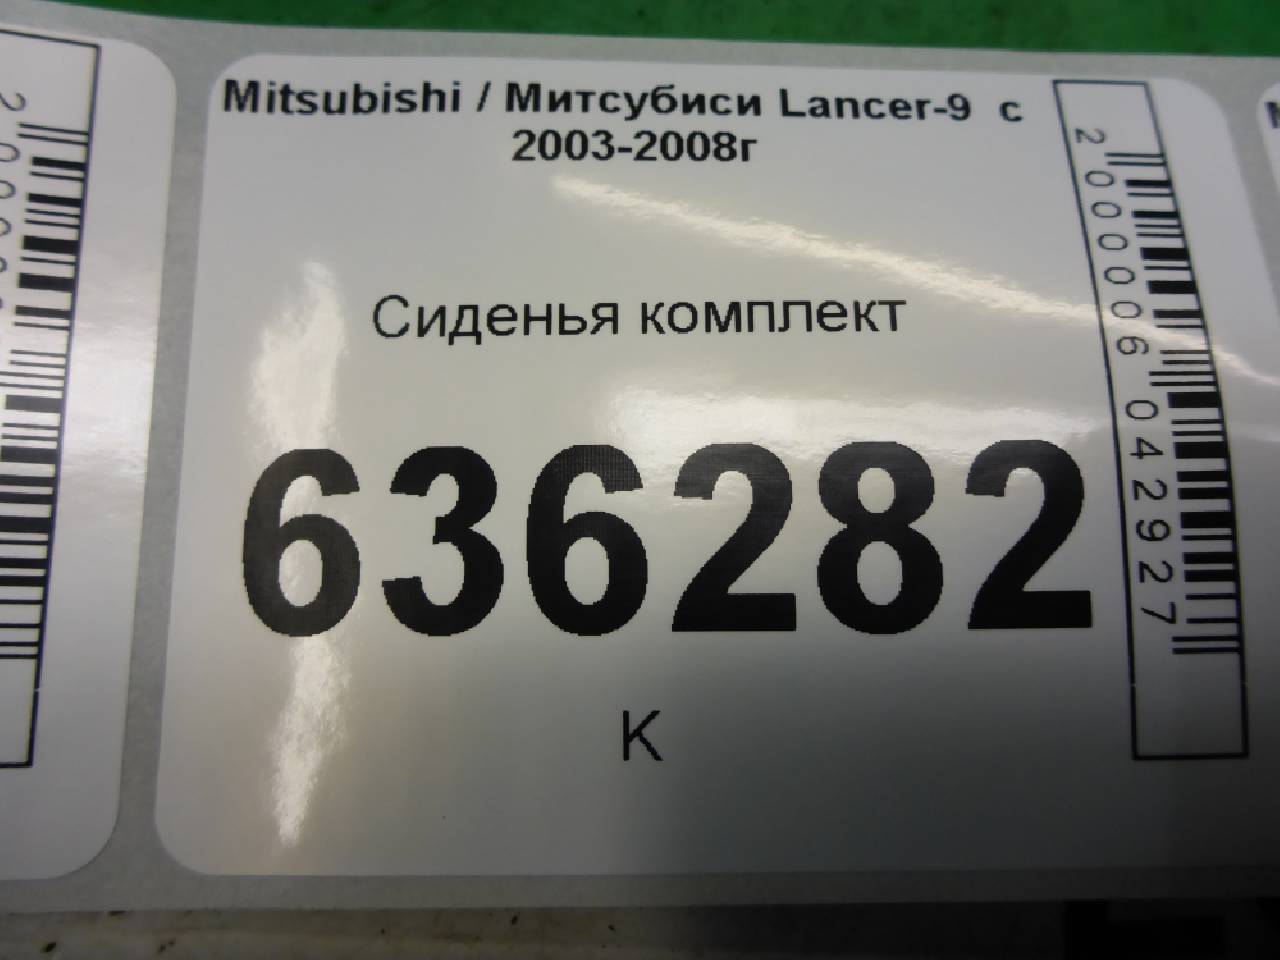 Mitsubishi / Митсубиси Lancer-9 с
2003-2008г
Сиденья комплект
636282
К
2000006042927